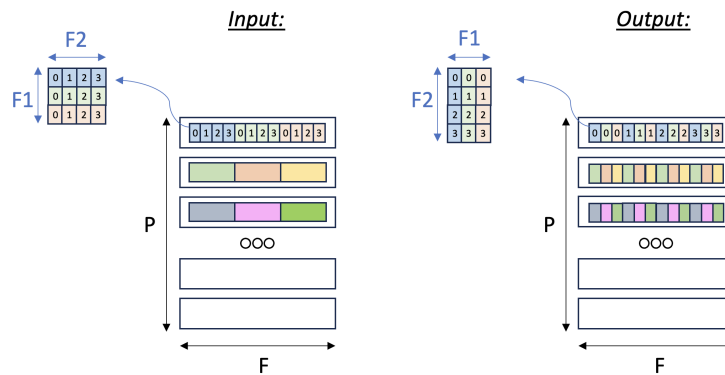 Input:
F2
F1
0 1 2 3
0 1 2 3
0 1 2 3
0 1 2 3 0 1 2 3 0 1 2 3
P
F
Output:
F1
F2
0 0 0
1 1 1
2 2 2
3 3 3
0 0 0 1 1 1 2 2 2 3 3 3
P
F